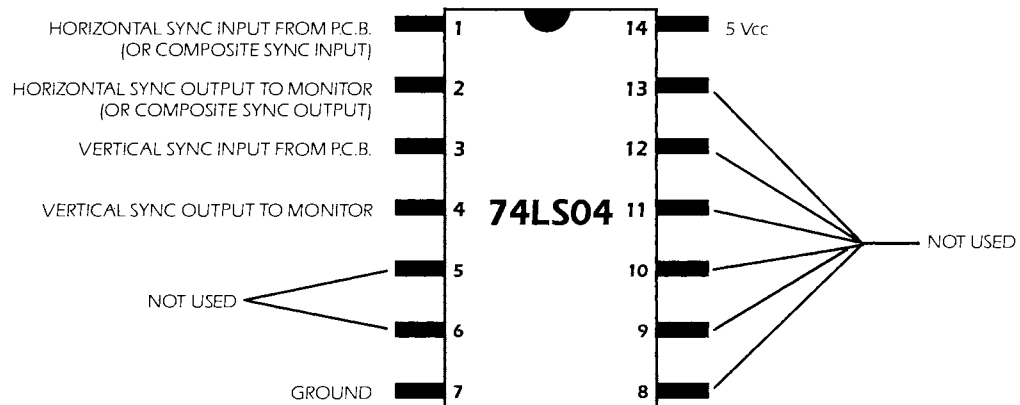 HORIZONTAL SYNC INPUT FROM P.C.B.
(OR COMPOSITE SYNC INPUT)
1
14
5 Vcc
HORIZONTAL SYNC OUTPUT TO MONITOR
(OR COMPOSITE SYNC OUTPUT)
2
13
VERTICAL SYNC INPUT FROM P.C.B.
3
12
VERTICAL SYNC OUTPUT TO MONITOR
4
74LS04
11
NOT USED
5
10
NOT USED
6
9
GROUND
7
8